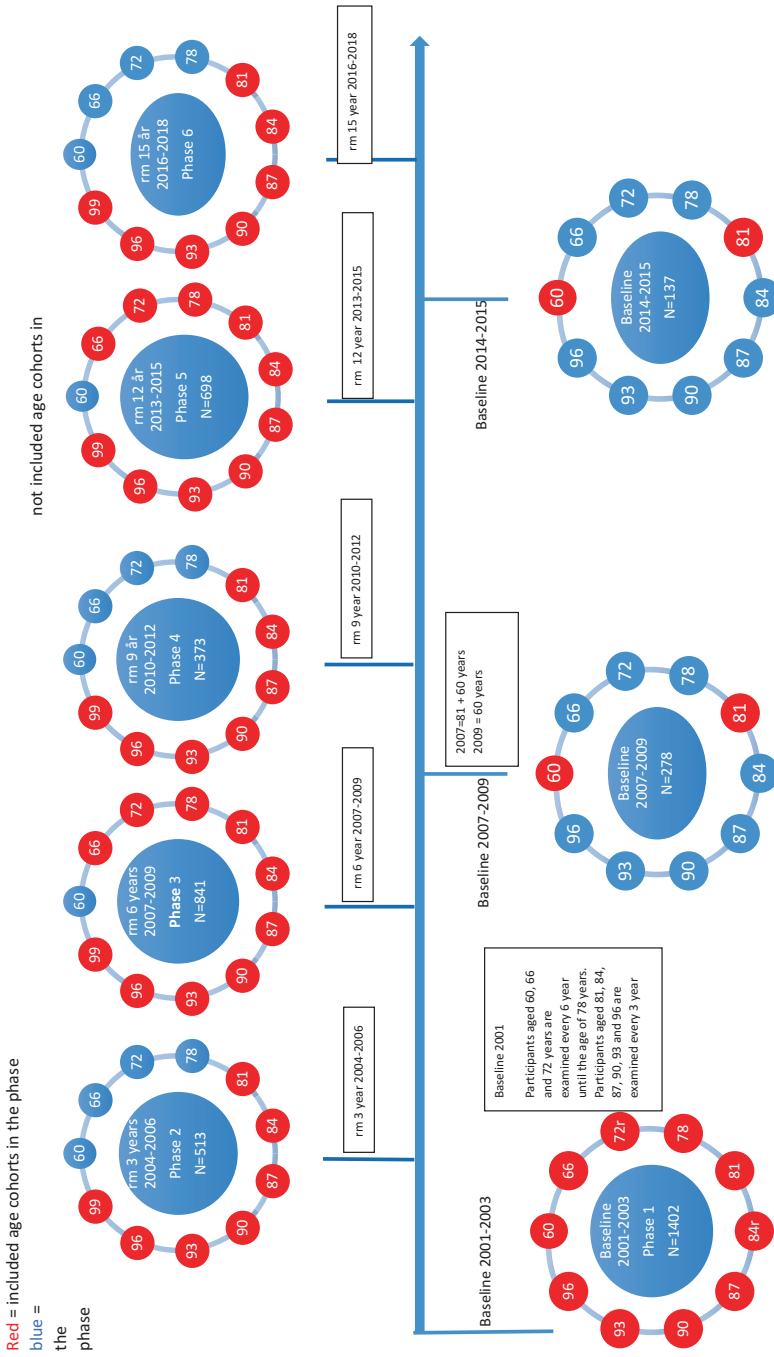 Red = included age cohorts in the phase
blue =
the
phase
not included age cohorts in
60
66
72
78
81
84
87
90
93
96
99
rm 3 years
2004-2006
Phase 2
N=513
60
66
72
78
81
84
87
90
93
96
99
rm 6 years
2007-2009
Phase 3
N=841
60
66
72
78
81
84
87
90
93
96
99
rm 9 år
2010-2012
Phase 4
N=373
60
66
72
78
81
84
87
90
93
96
99
rm 12 år
2013-2015
Phase 5
N=698
60
66
72
78
81
84
87
90
93
96
99
rm 15 år
2016-2018
Phase 6
rm 3 year 2004-2006
rm 6 year 2007-2009
rm 9 year 2010-2012
rm  12 year 2013-2015
rm 15 year 2016-2018
Baseline 2001-2003
Baseline 2001
Participants aged 60, 66
and 72 years are
examined every 6 year
until the age of 78 years.
Participants aged 81, 84,
87, 90, 93 and 96 are
examined every 3 year
Baseline 2007-2009
2007=81 + 60 years
2009 = 60 years
Baseline 2014-2015
60
66
72r
78
81
84r
87
90
93
96
Baseline
2001-2003
Phase 1
N=1402
60
66
72
78
81
84
87
90
93
96
Baseline
2007-2009
N=278
60
66
72
78
81
84
87
90
93
96
Baseline
2014-2015
N=137